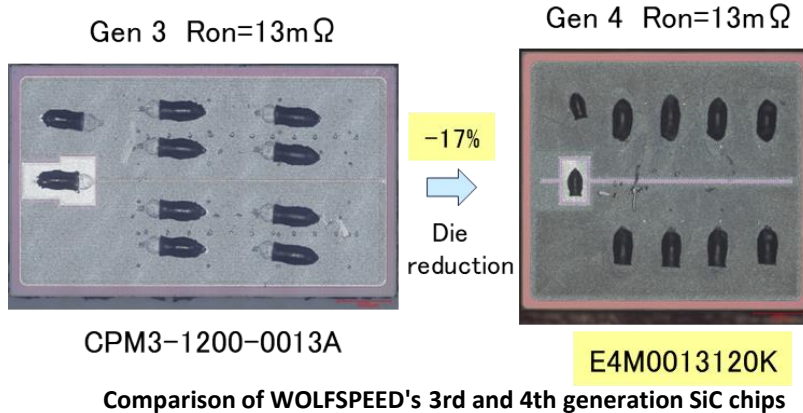 Gen 3 Ron=13mΩ
Gen 4 Ron=13mΩ
-17%
Die
reduction
CPM3-1200-0013A
E4M0013120K
Comparison of WOLFSPEED's 3rd and 4th generation SiC chips